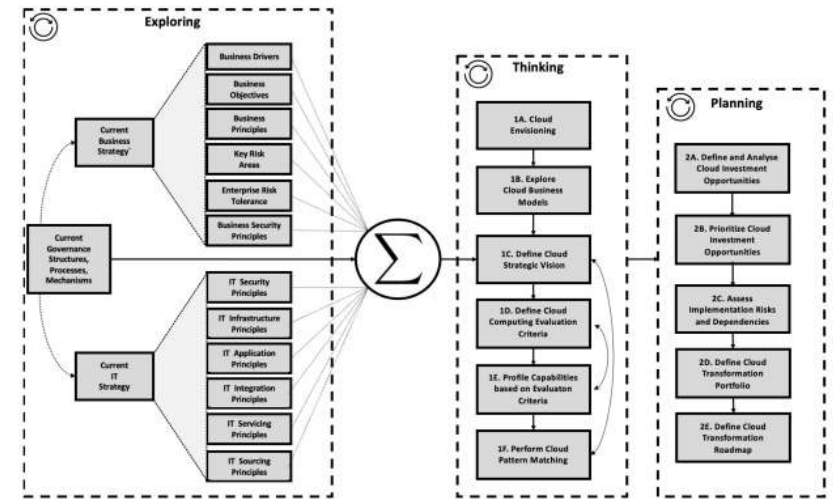 Exploring
Business Drivers
Business
Objectives
Business
Principles
Key Risk
Areas
Enterprise Risk
Tolerance
Business Security
Principles
Current
Business
Strategy`
Current
Governance
Structures,
Processes,
Mechanisms
Current
IT
Strategy
IT Security
Principles
IT Infrastructure
Principles
IT Application
Principles
IT Integration
Principles
IT Servicing
Principles
IT Sourcing
Principles
Σ
Thinking
1A. Cloud
Envisioning
1B. Explore
Cloud Business
Models
1C. Define Cloud
Strategic Vision
1D. Define Cloud
Computing Evaluation
Criteria
1E. Profile Capabilities
based on Evaluaton
Criteria
1F. Perform Cloud
Pattern Matching
Planning
2A. Define and Analyse
Cloud Investment
Opportunities
2B. Prioritize Cloud
Investment
Opportunities
2C. Assess
Implementation Risks
and Dependencies
2D. Define Cloud
Transformation
Portfolio
2E. Define Cloud
Transformation
Roadmap